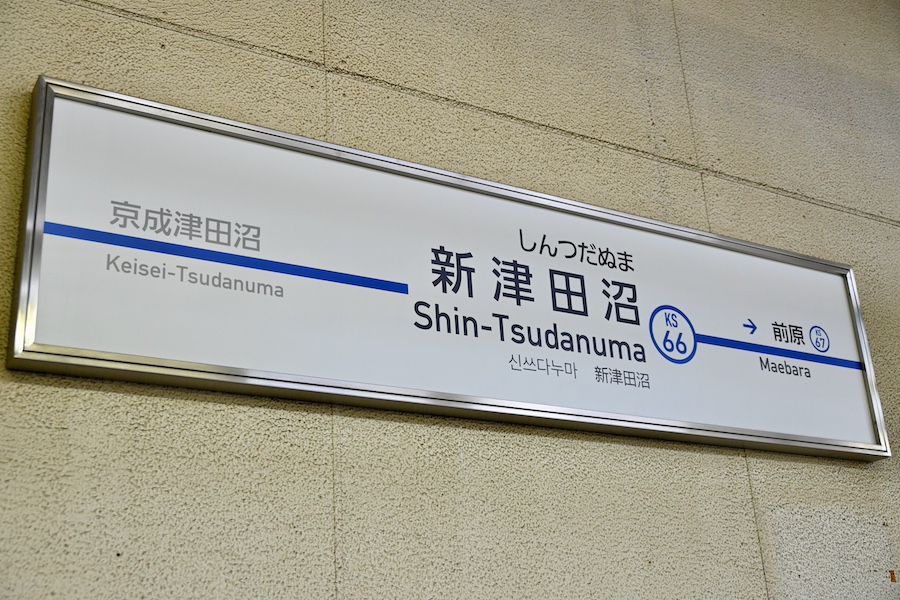 京成津田沼
Keisei-Tsudanuma
しんつだぬま
新津田沼
Shin-Tsudanuma
신쓰다누마 新津田沼
KS
66
→ 前原
KS
67
Maebara